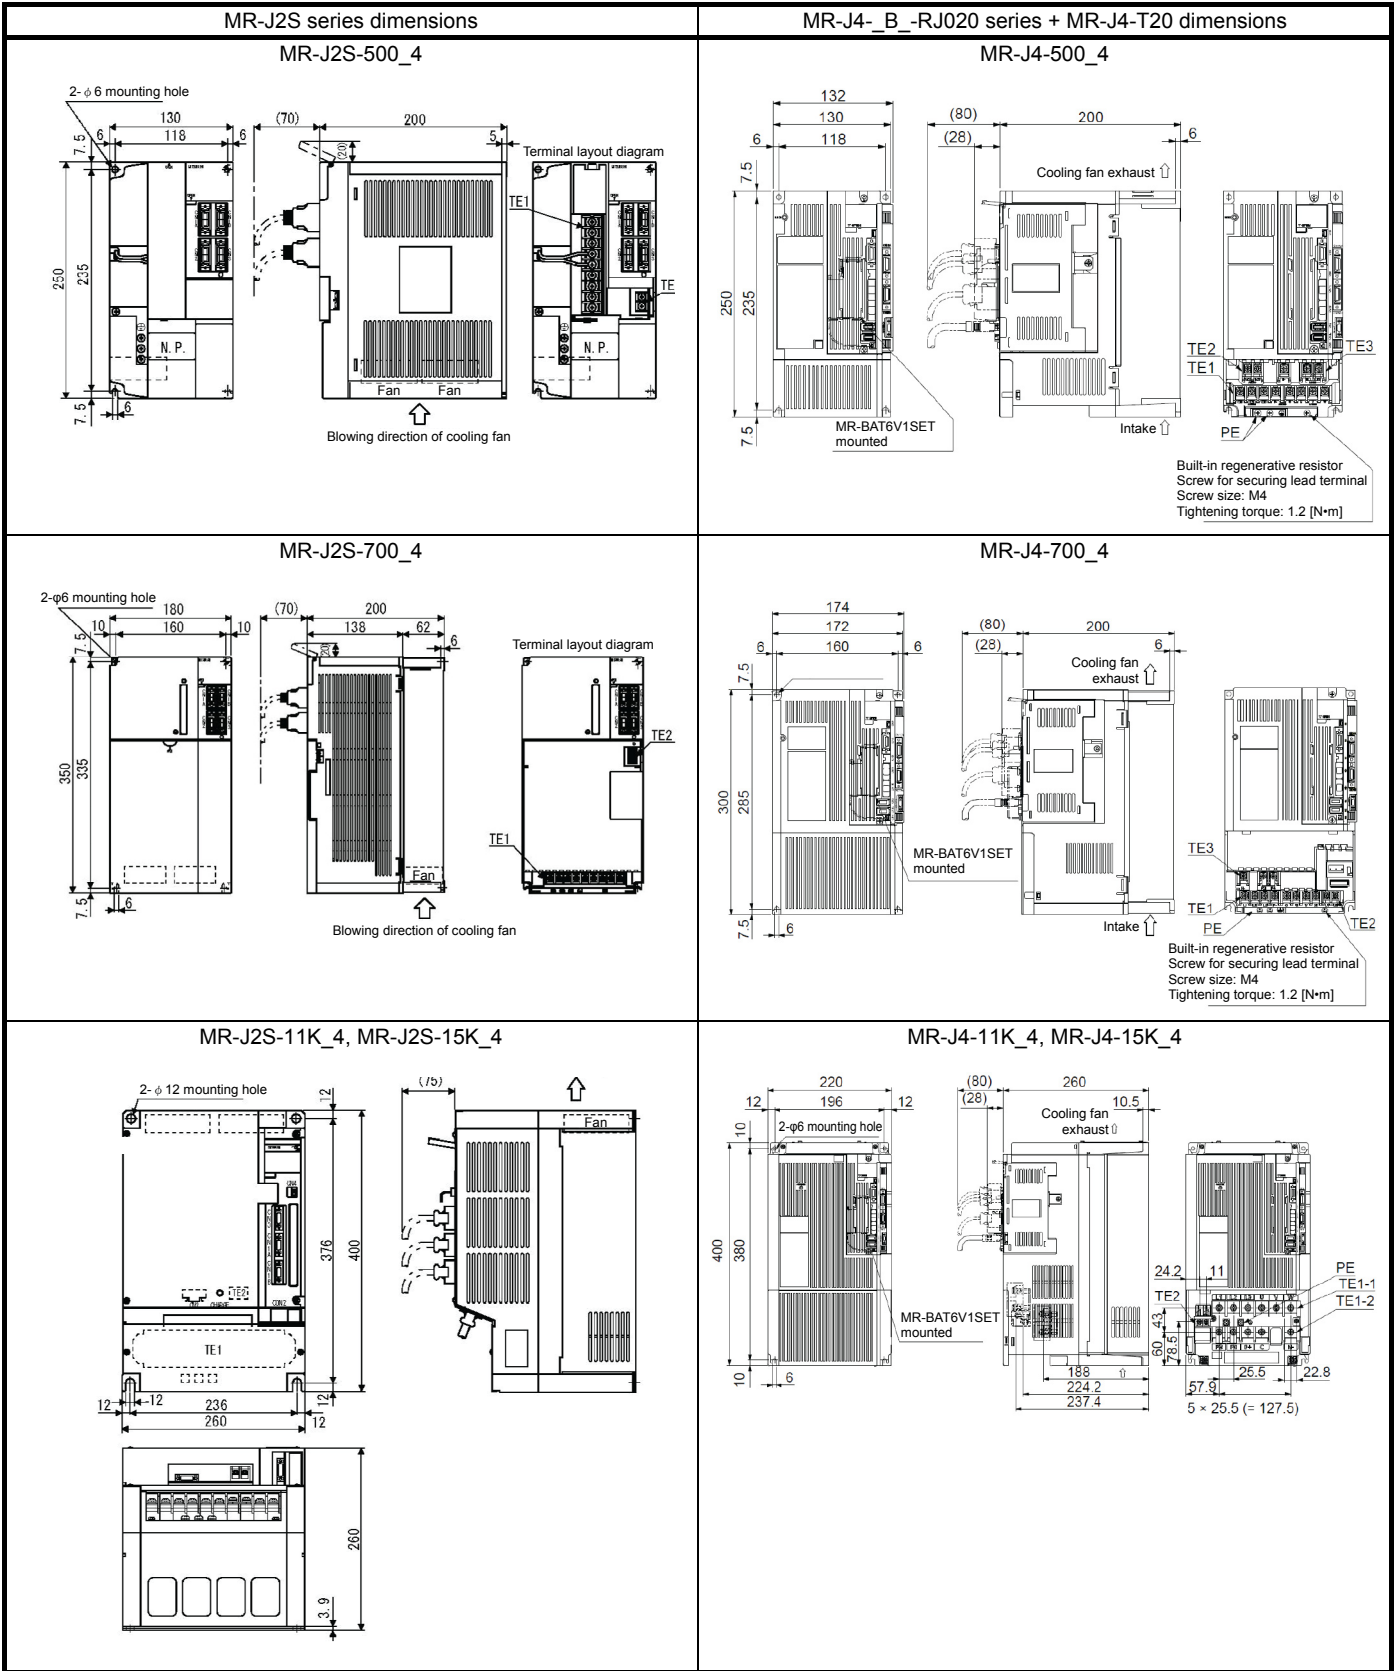 MR-J2S series dimensions
MR-J4-_B_-RJ020 series + MR-J4-T20 dimensions
MR-J2S-500_4
2- ϕ 6 mounting hole
130
6
118
6
7.5
(70)
200
5
(20)
Terminal layout diagram
TE1
TE
250
235
N.P.
N.P.
Fan
Fan
7.5
6
Blowing direction of cooling fan
MR-J4-500_4
132
130
6
118
7.5
(80)
(28)
200
6
Cooling fan exhaust
250
235
TE2
TE1
TE3
MR-BAT6V1SET
mounted
7.5
Intake
PE
Built-in regenerative resistor
Screw for securing lead terminal
Screw size: M4
Tightening torque: 1.2 [N•m]
MR-J2S-700_4
2-φ6 mounting hole
180
10
160
10
7.5
(70)
200
138
62
6
(20)
Terminal layout diagram
TE2
350
335
TE1
Fan
7.5
6
Blowing direction of cooling fan
MR-J4-700_4
174
172
6
160
6
7.5
(80)
(28)
200
6
Cooling fan
exhaust
300
285
MR-BAT6V1SET
mounted
TE3
TE1
PE
TE2
7.5
6
Intake
Built-in regenerative resistor
Screw for securing lead terminal
Screw size: M4
Tightening torque: 1.2 [N•m]
MR-J2S-11K_4, MR-J2S-15K_4
2- ϕ 12 mounting hole
12
(75)
Fan
376
400
TE2
CON2
TE1
12
12
12
236
12
260
260
3.9
MR-J4-11K_4, MR-J4-15K_4
220
12
196
12
10
2-φ6 mounting hole
(80)
(28)
260
10.5
Cooling fan
exhaust
400
380
MR-BAT6V1SET
mounted
10
6
188
224.2
237.4
24.2
11
PE
TE1-1
TE1-2
TE2
43
60
78.5
25.5
22.8
57.9
5 × 25.5 (= 127.5)